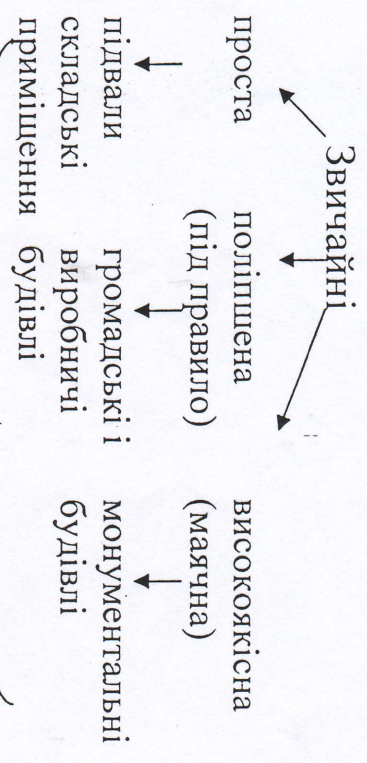 Звичайні
проста
поліпшена
(під правило)
високоякісна
(маячна)
підвали
складські
приміщення
громадські і
виробничі
будівлі
монументальні
будівлі